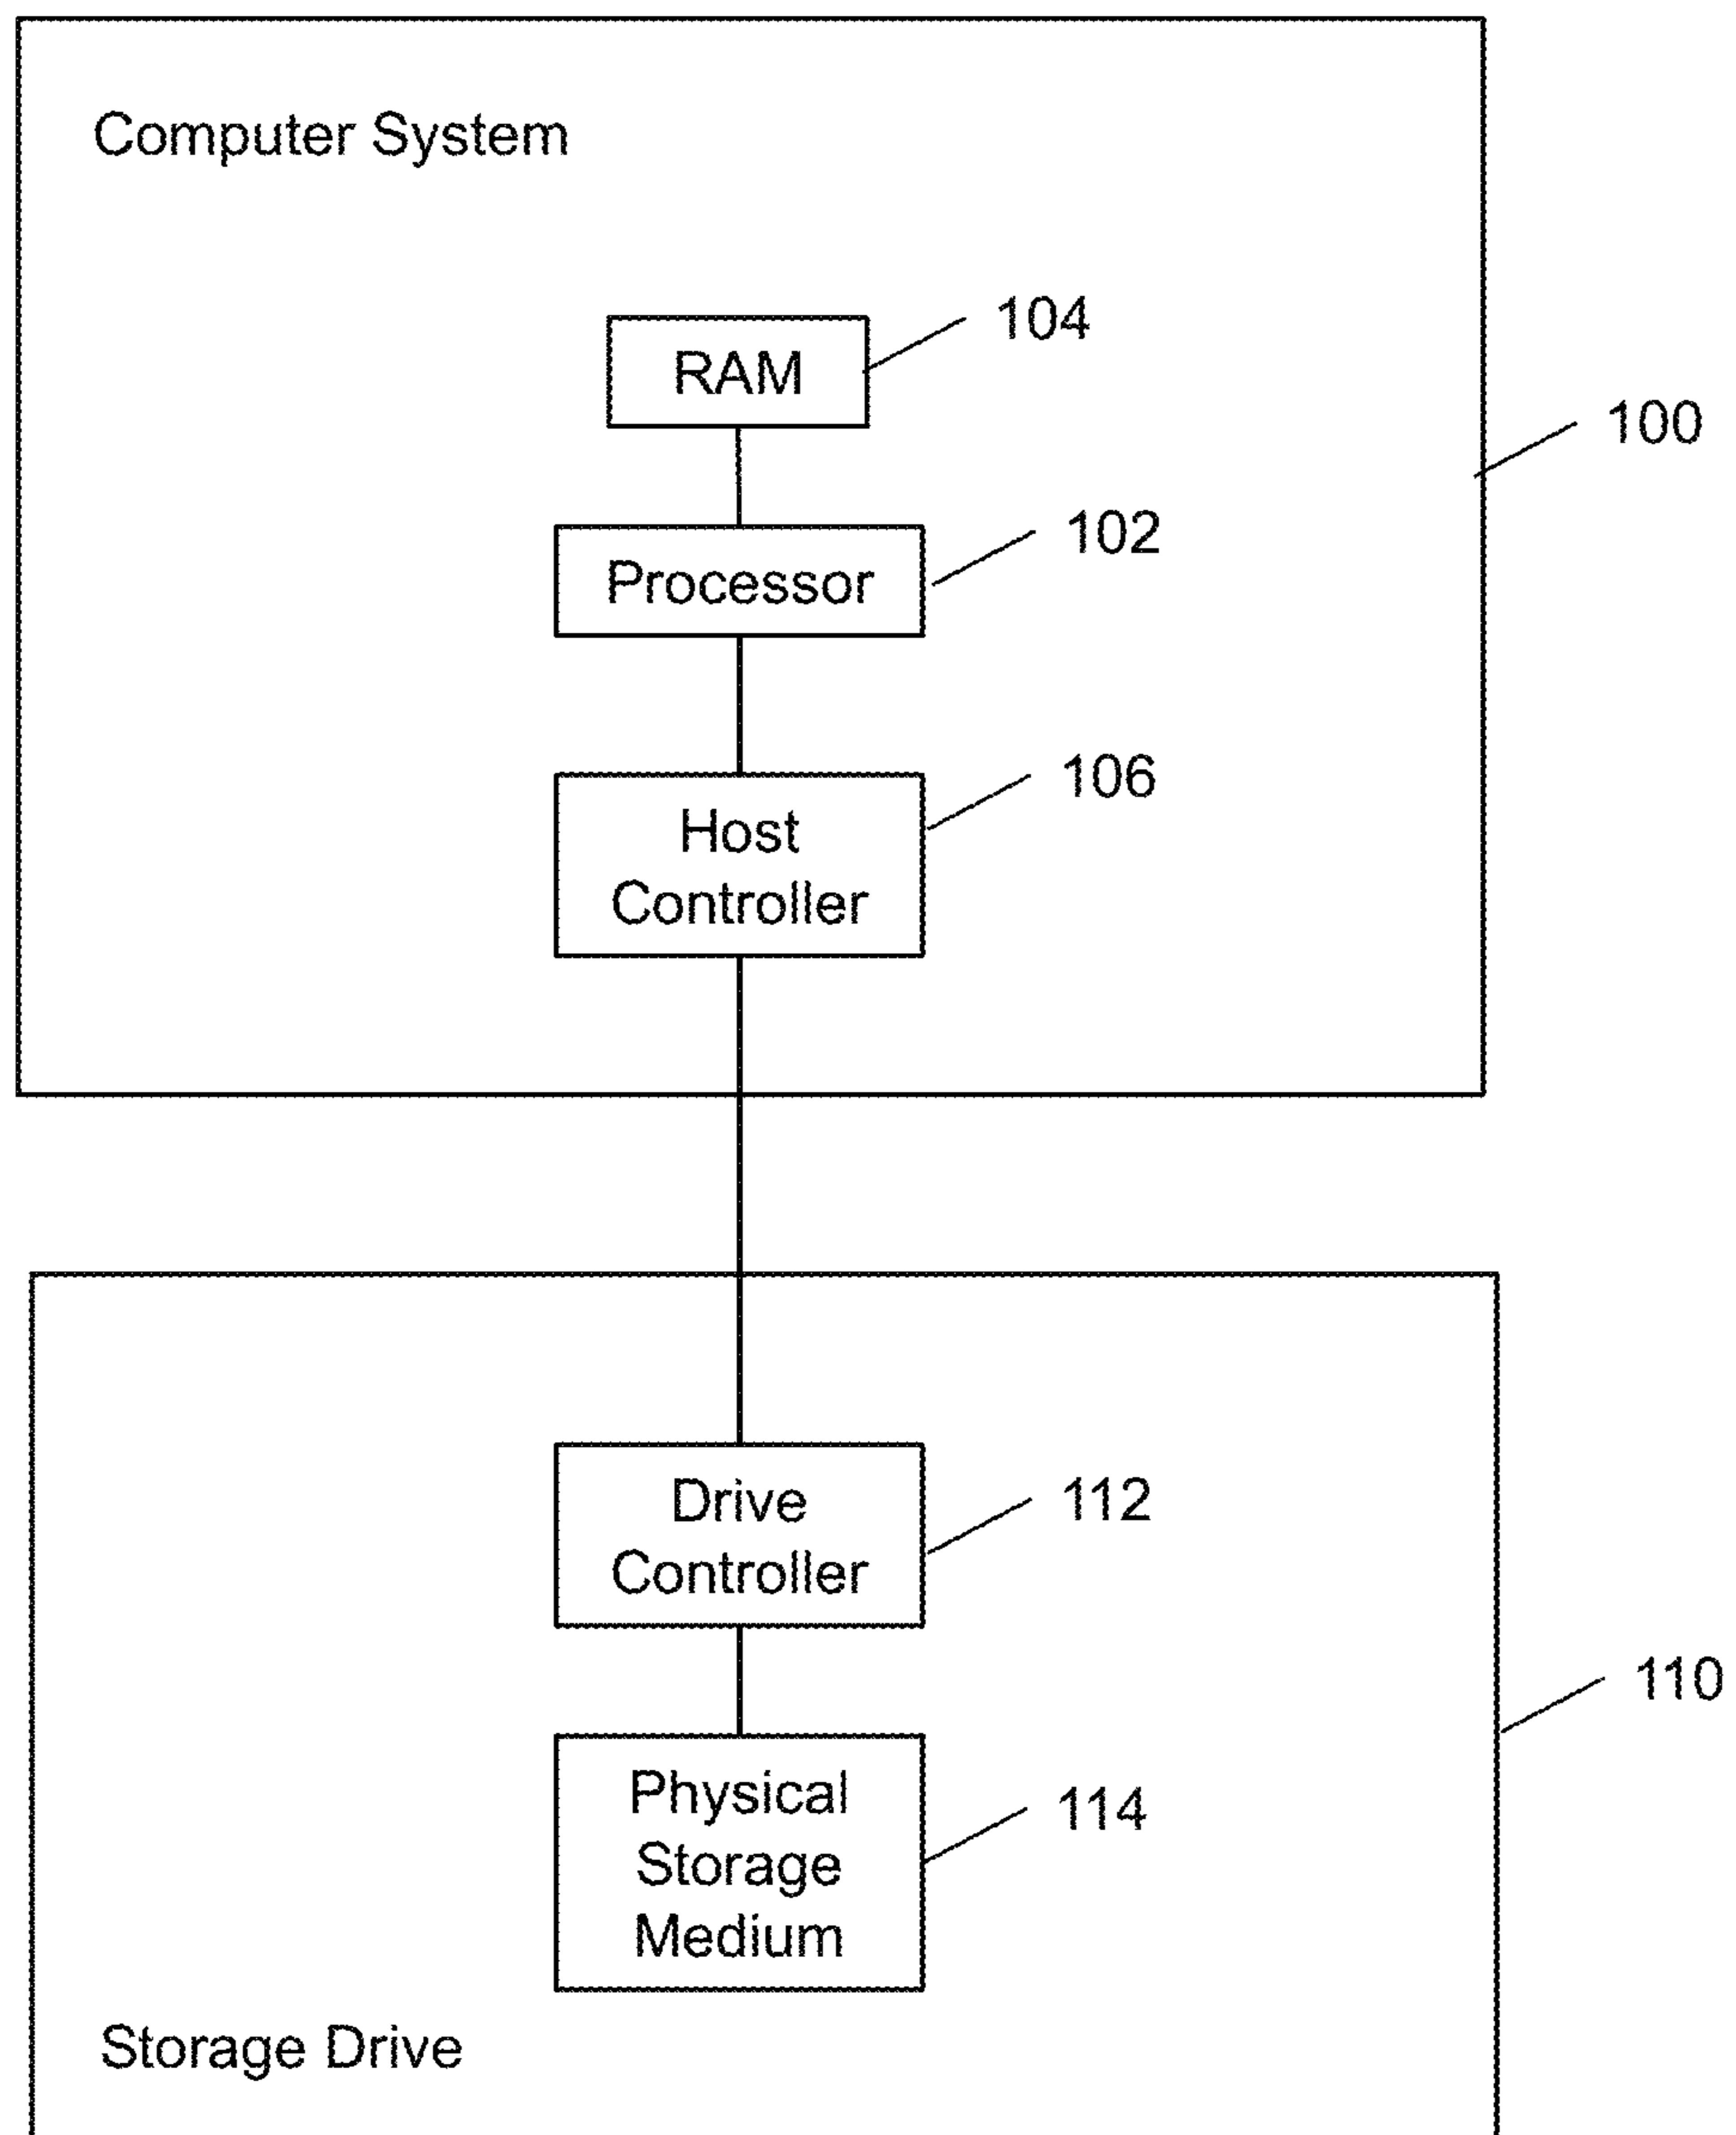 Computer System
RAM
104
100
Processor
102
Host
Controller
106
Drive
Controller
112
110
Physical
Storage
Medium
114
Storage Drive